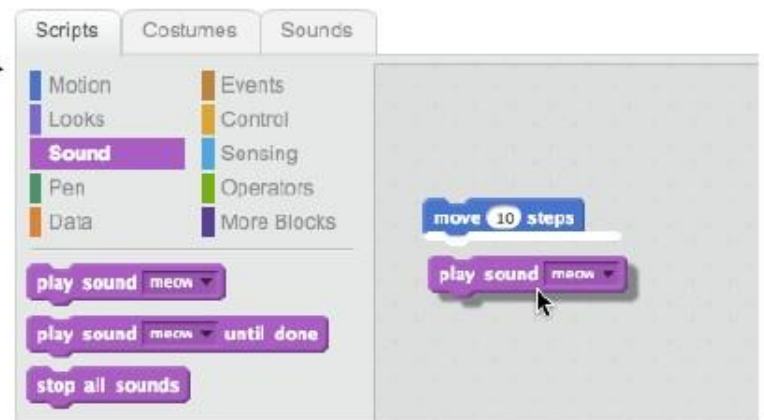 Scripts Costumes Sounds
Motion Events
Looks Control
Sound Sensing
Pen Operators
Data More Blocks
move 10 steps
play sound meow
play sound meow
play sound meow until done
stop all sounds